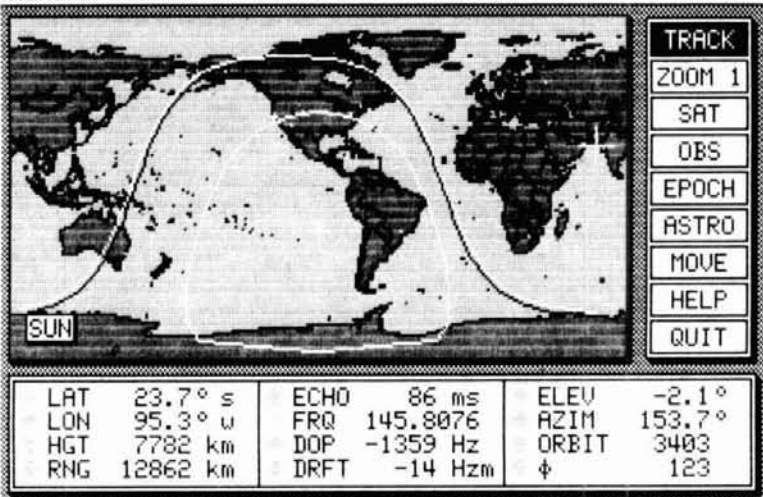 TRACK
ZOOM 1
SAT
OBS
EPOCH
ASTRO
MOVE
HELP
QUIT
SUN
LAT 23.7° s
LON 95.3° w
HGT 7782 km
RNG 12862 km
ECHO 86 ms
FRQ 145.8076
DOP -1359 Hz
DRFT -14 Hzm
ELEV -2.1°
AZIM 153.7°
ORBIT 3403
ϕ 123